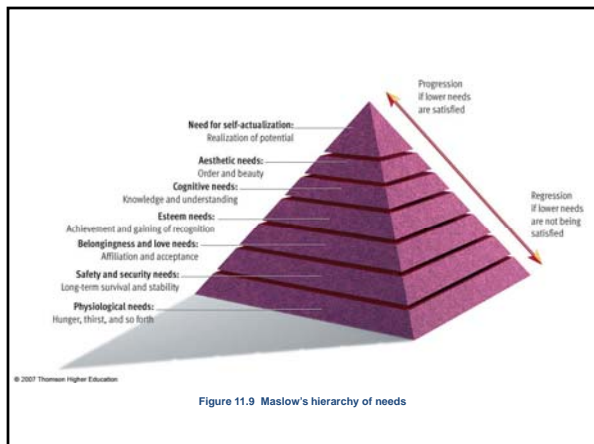 Progression
if lower needs
are satisfied
Need for self-actualization:
Realization of potential
Aesthetic needs:
Order and beauty
Cognitive needs:
Knowledge and understanding
Esteem needs:
Achievement and gaining of recognition
Belongingness and love needs:
Affiliation and acceptance
Safety and security needs:
Long-term survival and stability
Physiological needs:
Hunger, thirst, and so forth
Regression
if lower needs
are not being
satisfied
© 2007 Thomson Higher Education
Figure 11.9 Maslow's hierarchy of needs